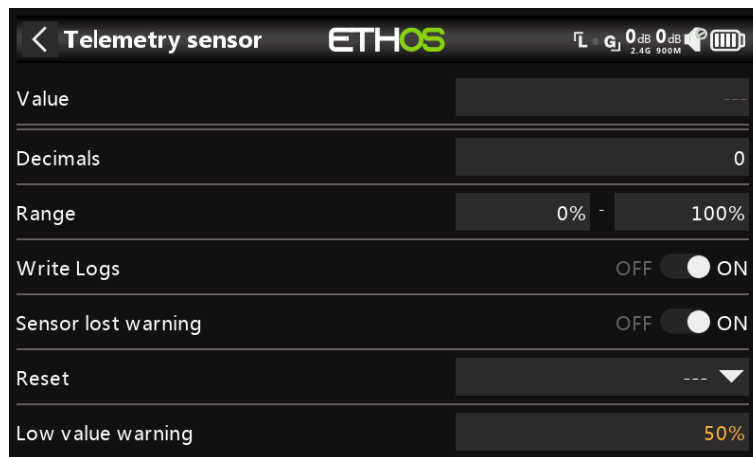 Telemetry sensor ETHOS L G 0dB 0dB
2.4G 900M
Value ---
Decimals 0
Range 0% - 100%
Write Logs OFF ON
Sensor lost warning OFF ON
Reset ---
Low value warning 50%